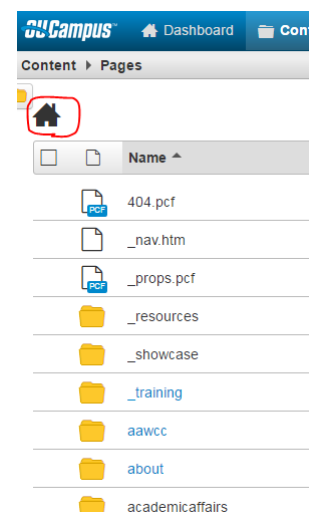 OUCampus™ Dashboard Con
Content Pages
Name
PCF 404.pcf
_nav.htm
PCF _props.pcf
_resources
_showcase
_training
aawcc
about
academicaffairs